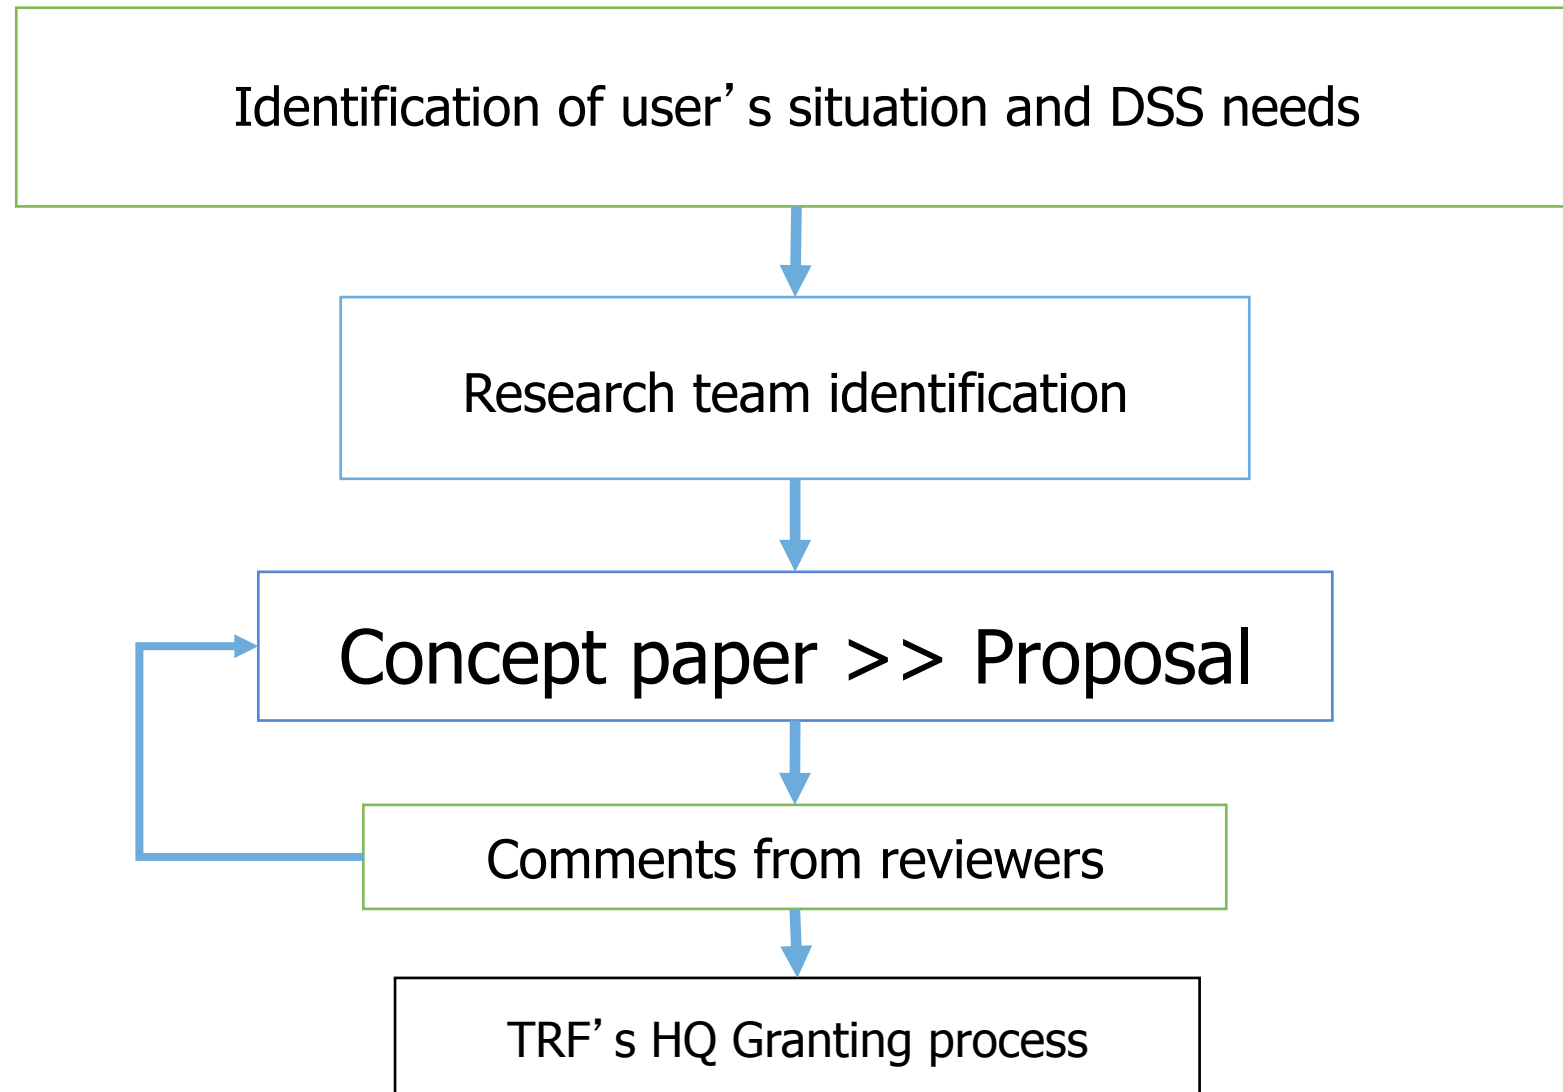 Identification of user’s situation and DSS needs
Research team identification
Concept paper >> Proposal
Comments from reviewers
TRF’s HQ Granting process